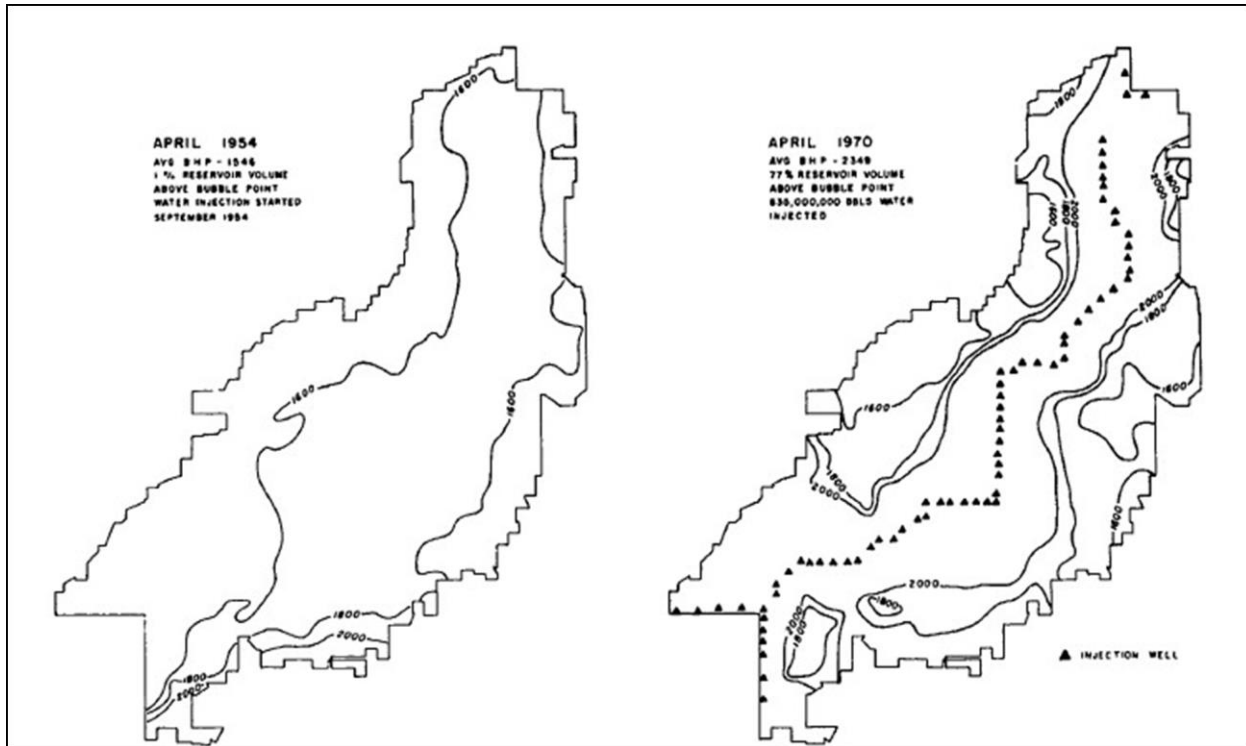 APRIL 1954
AVG BHP-1546
1 % RESERVOIR VOLUME
ABOVE BUBBLE POINT
WATER INJECTION STARTED
SEPTEMBER 1954
1600
1600
1600
1800
2000
1800
2000
APRIL 1970
AVG BHP-2349
77% RESERVOIR VOLUME
ABOVE BUBBLE POINT
635,000,000 BBLS WATER
INJECTED
1800
2000
1800
1600
1800
2000
2000
1800
1600
1600
1800
2000
1600
2000
1800
2000
1800
INJECTION WELL